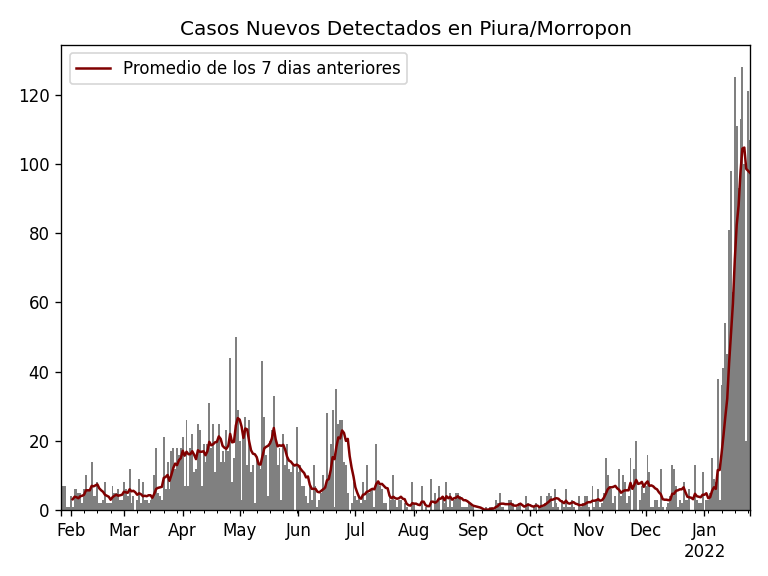 Casos Nuevos Detectados en Piura/Morropon
Promedio de los 7 dias anteriores
120
100
80
60
40
20
0
Feb Mar Apr May Jun Jul Aug Sep Oct Nov Dec Jan
2022